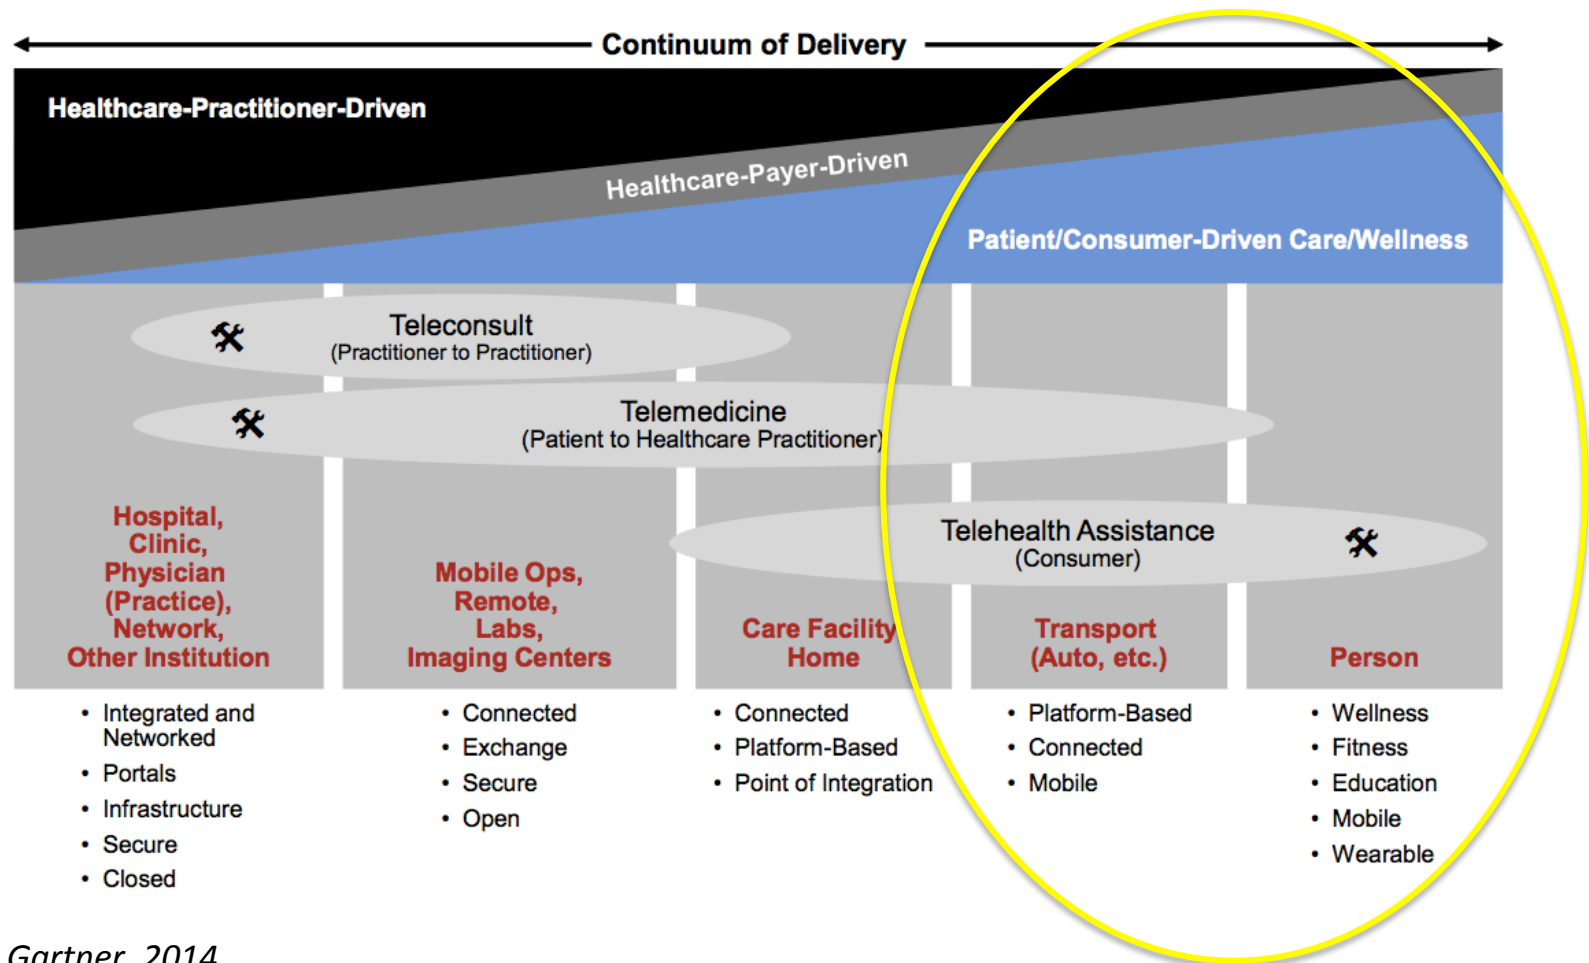 Continuum of Delivery
Healthcare-Practitioner-Driven
Healthcare-Payer-Driven
Patient/Consumer-Driven Care/Wellness
Teleconsult
(Practitioner to Practitioner)
Telemedicine
(Patient to Healthcare Practitioner)
Telehealth Assistance
(Consumer)
Hospital,
Clinic,
Physician
(Practice),
Network,
Other Institution
Mobile Ops,
Remote,
Labs,
Imaging Centers
Care Facility
Home
Transport
(Auto, etc.)
Person
• Integrated and
Networked
• Portals
• Infrastructure
• Secure
• Closed
• Connected
• Exchange
• Secure
• Open
• Connected
• Platform-Based
• Point of Integration
• Platform-Based
• Connected
• Mobile
• Wellness
• Fitness
• Education
• Mobile
• Wearable
Gartner, 2014